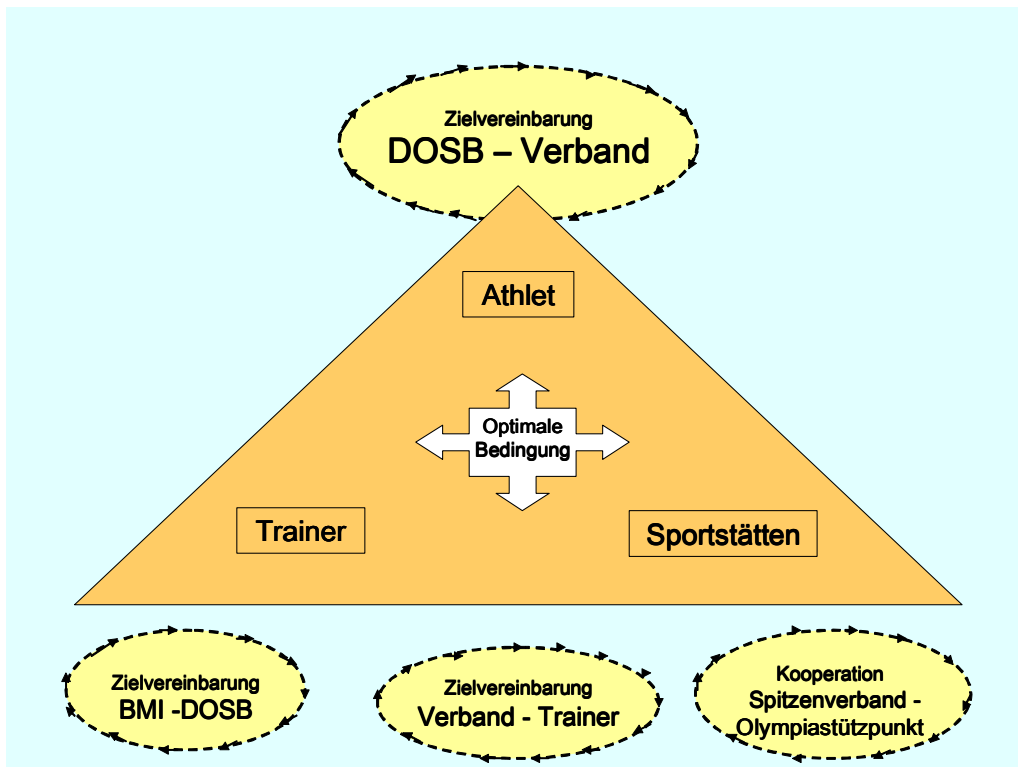 Zielvereinbarung
DOSB – Verband
Athlet
Optimale
Bedingung
Trainer
Sportstätten
Zielvereinbarung
BMI -DOSB
Zielvereinbarung
Verband - Trainer
Kooperation
Spitzenverband -
Olympiastützpunkt